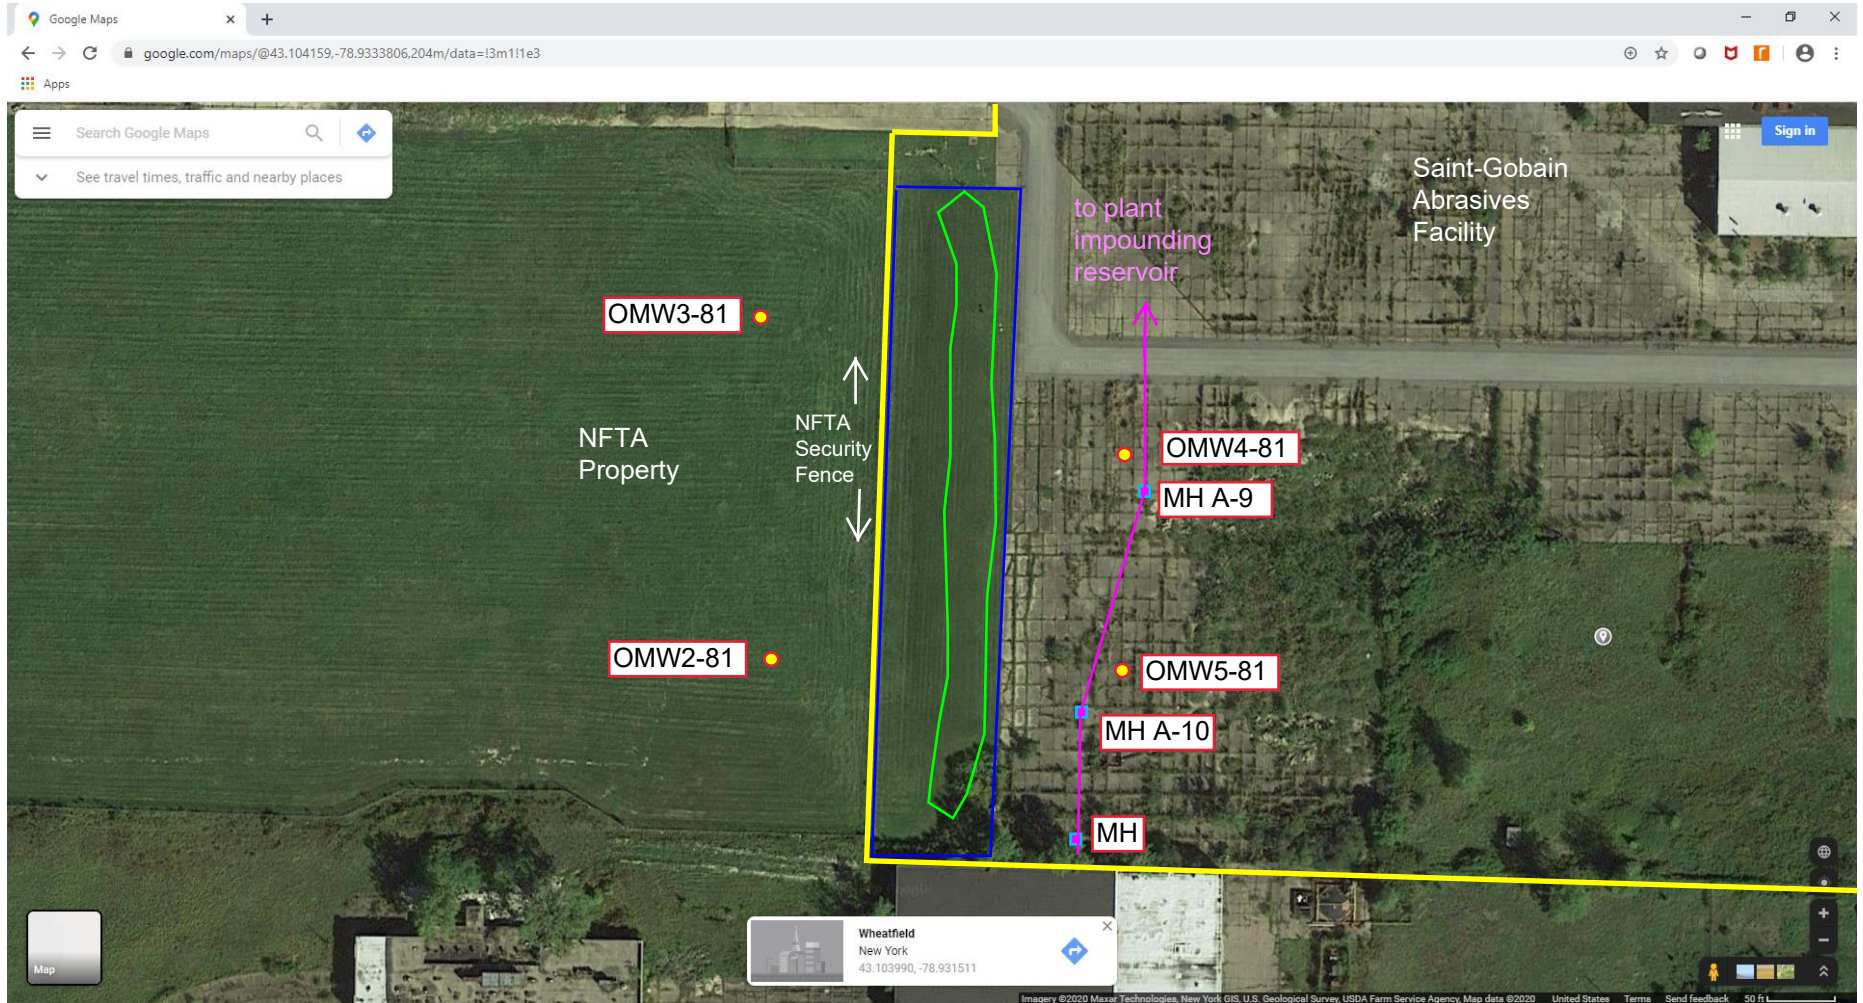 Google Maps
google.com/maps/@43.104159,-78.9333806,204m/data=!3m1!1e3
Apps
Search Google Maps
See travel times, traffic and nearby places
Sign in
Saint-Gobain
Abrasives
Facility
to plant
impounding
reservoir
OMW3-81
NFTA
Property
NFTA
Security
Fence
OMW4-81
MH A-9
OMW2-81
OMW5-81
MH A-10
MH
Wheatfield
New York
43.103990, -78.931511
Map
Imagery ©2020 Maxar Technologies, New York GIS, U.S. Geological Survey, USDA Farm Service Agency, Map data ©2020 United States Terms Send feedback 50 ft